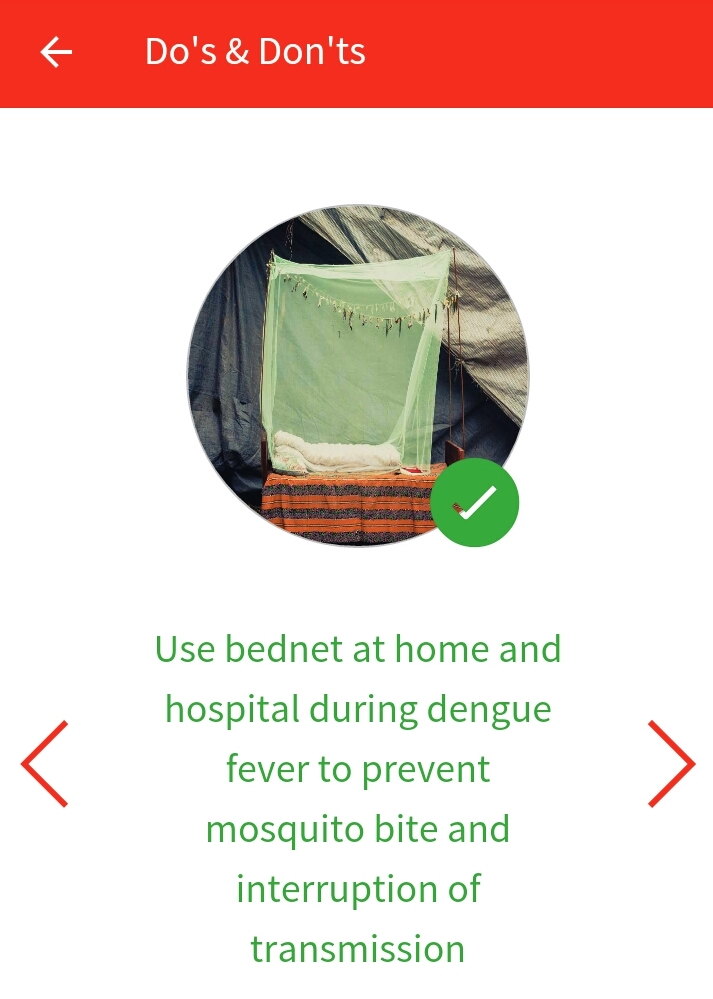 Do's & Don'ts
Use bednet at home and
hospital during dengue
fever to prevent
mosquito bite and
interruption of
transmission